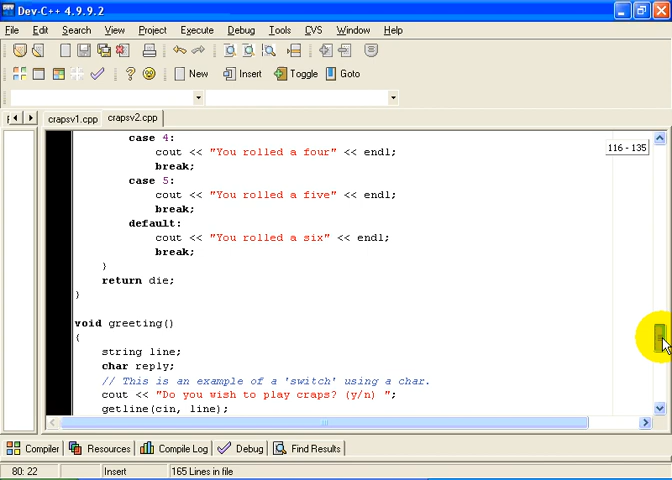 Dev-C++ 4.9.9.2
File Edit Search View Project Execute Debug Tools CVS Window Help
New Insert Toggle Goto
crapsv1.cpp crapsv2.cpp
case 4:
116 - 135
cout << "You rolled a four" << endl;
break;
case 5:
cout << "You rolled a five" << endl;
break;
default:
cout << "You rolled a six" << endl;
break;
}
return die;
}
void greeting()
{
string line;
char reply;
// This is an example of a 'switch' using a char.
cout << "Do you wish to play craps? (y/n) ";
getline(cin, line);
Compiler Resources Compile Log Debug Find Results
80: 22 Insert 165 Lines in file